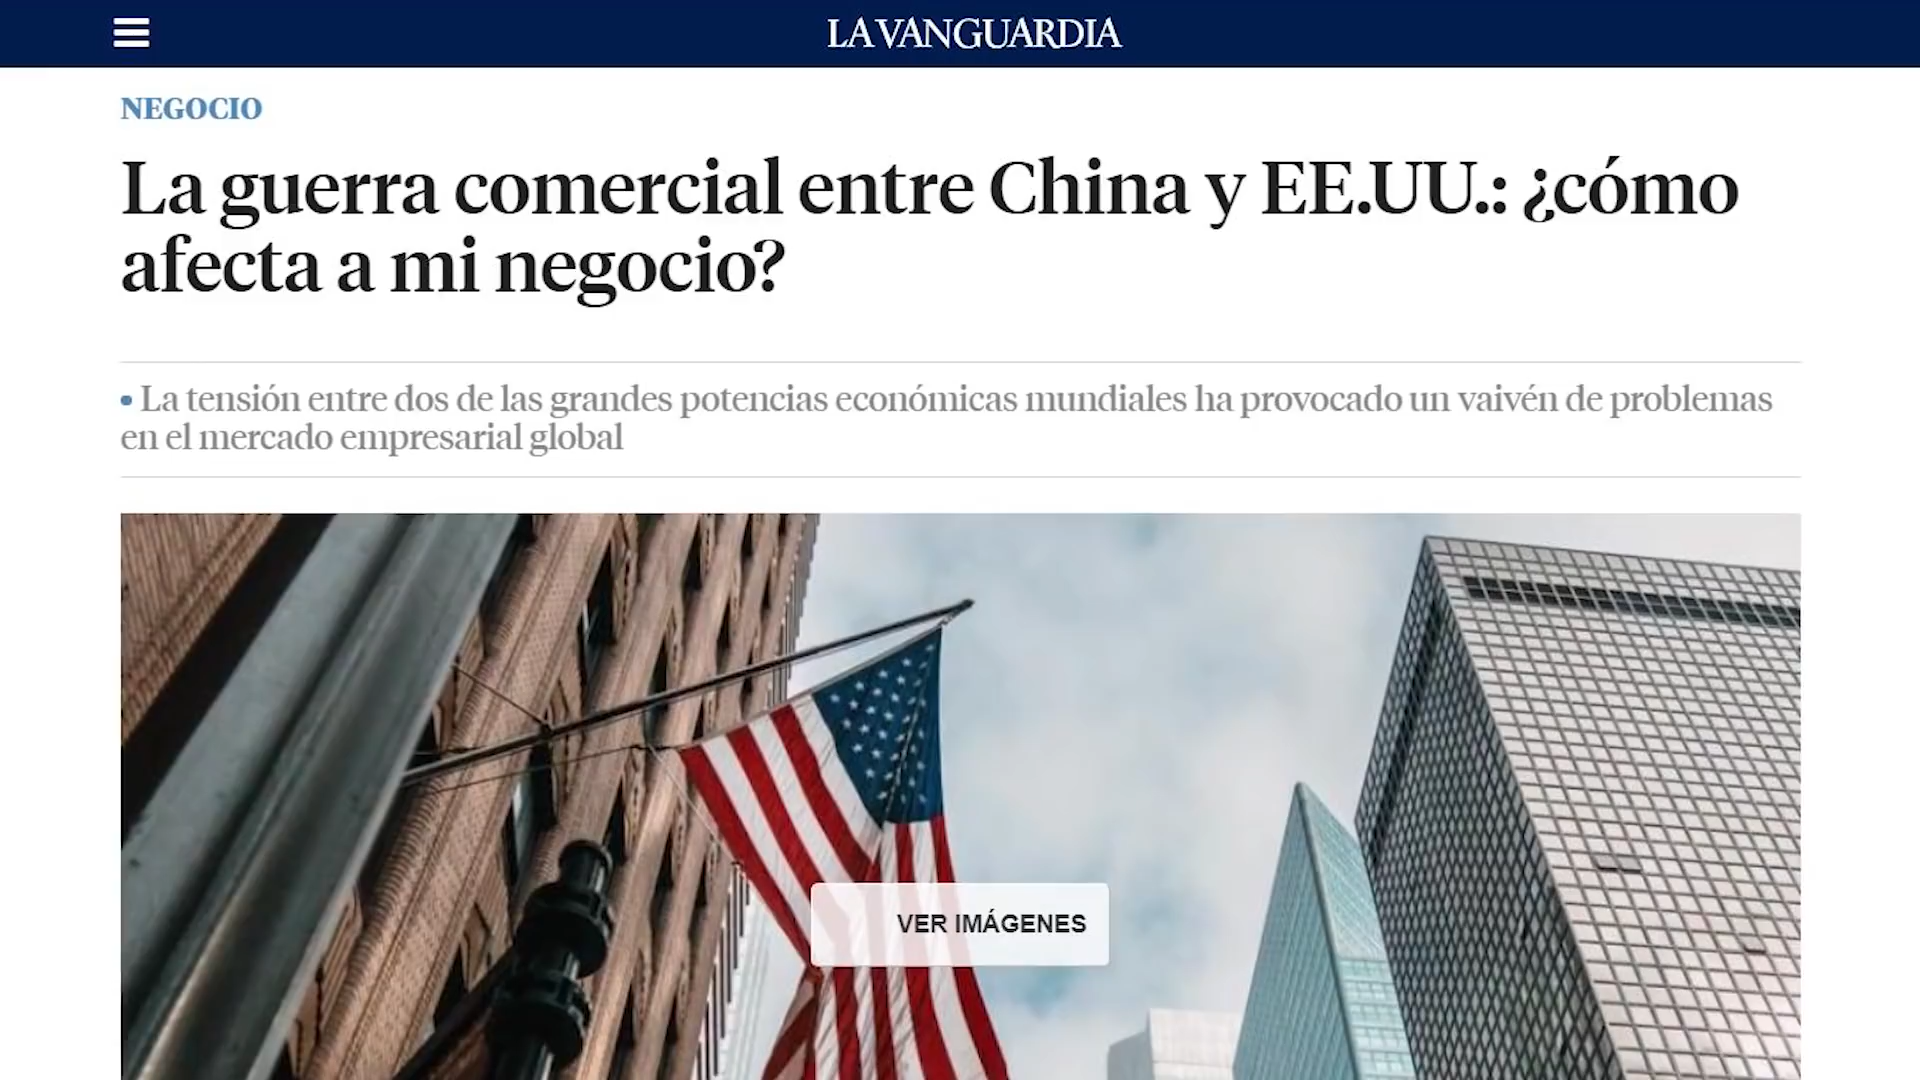 LA VANGUARDIA
NEGOCIO
La guerra comercial entre China y EE.UU.: ¿cómo
afecta a mi negocio?
• La tensión entre dos de las grandes potencias económicas mundiales ha provocado un vaivén de problemas
en el mercado empresarial global
VER IMÁGENES